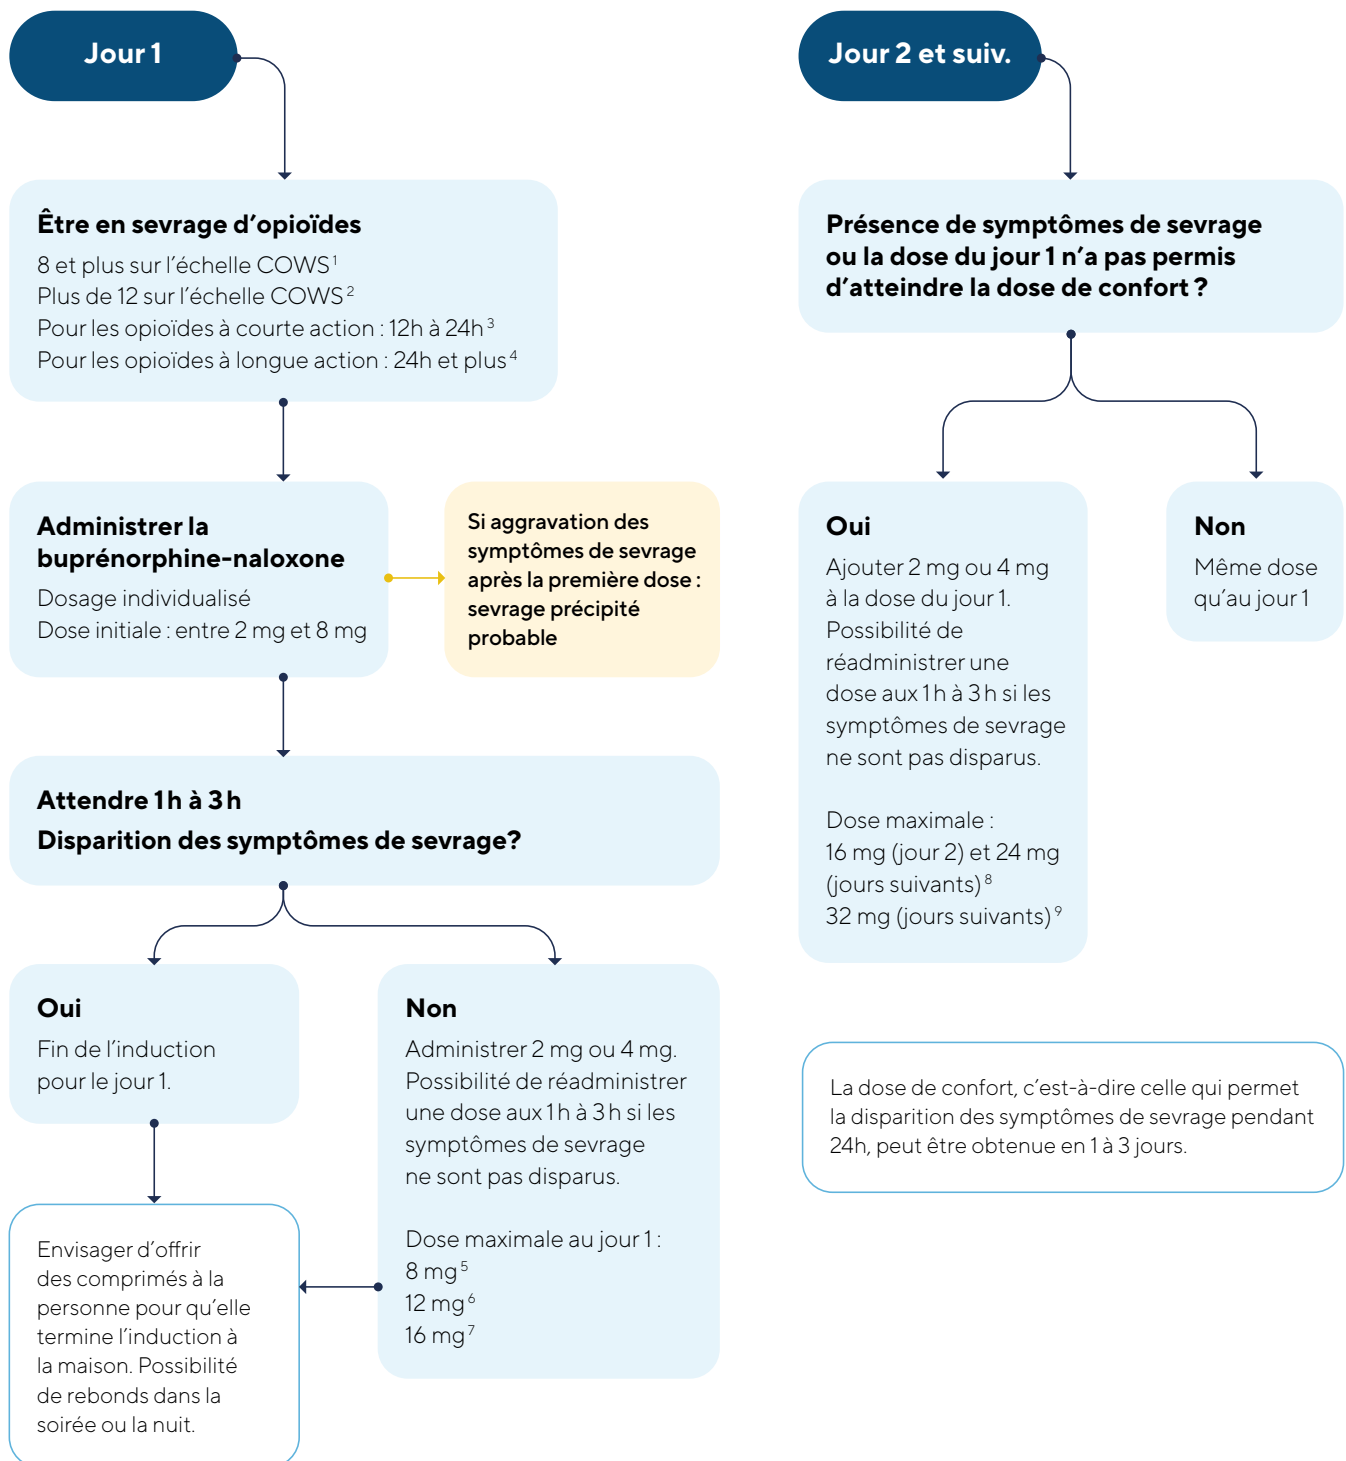 Jour 1
Être en sevrage d’opioïdes
8 et plus sur l’échelle COWS¹
Plus de 12 sur l’échelle COWS²
Pour les opioïdes à courte action : 12h à 24h³
Pour les opioïdes à longue action : 24h et plus⁴
Administrer la
buprénorphine-naloxone
Dosage individualisé
Dose initiale : entre 2 mg et 8 mg
Si aggravation des
symptômes de sevrage
après la première dose :
sevrage précipité
probable
Attendre 1h à 3h
Disparition des symptômes de sevrage?
Oui
Fin de l’induction
pour le jour 1.
Non
Administrer 2 mg ou 4 mg.
Possibilité de réadministrer
une dose aux 1h à 3h si les
symptômes de sevrage
ne sont pas disparus.
Dose maximale au jour 1 :
8 mg⁵
12 mg⁶
16 mg⁷
Envisager d’offrir
des comprimés à la
personne pour qu’elle
termine l’induction à
la maison. Possibilité
de rebonds dans la
soirée ou la nuit.
Jour 2 et suiv.
Présence de symptômes de sevrage
ou la dose du jour 1 n’a pas permis
d’atteindre la dose de confort ?
Oui
Ajouter 2 mg ou 4 mg
à la dose du jour 1.
Possibilité de
réadministrer une
dose aux 1h à 3h si les
symptômes de sevrage
ne sont pas disparus.
Dose maximale :
16 mg (jour 2) et 24 mg
(jours suivants)⁸
32 mg (jours suivants)⁹
Non
Même dose
qu’au jour 1
La dose de confort, c’est-à-dire celle qui permet
la disparition des symptômes de sevrage pendant
24h, peut être obtenue en 1 à 3 jours.